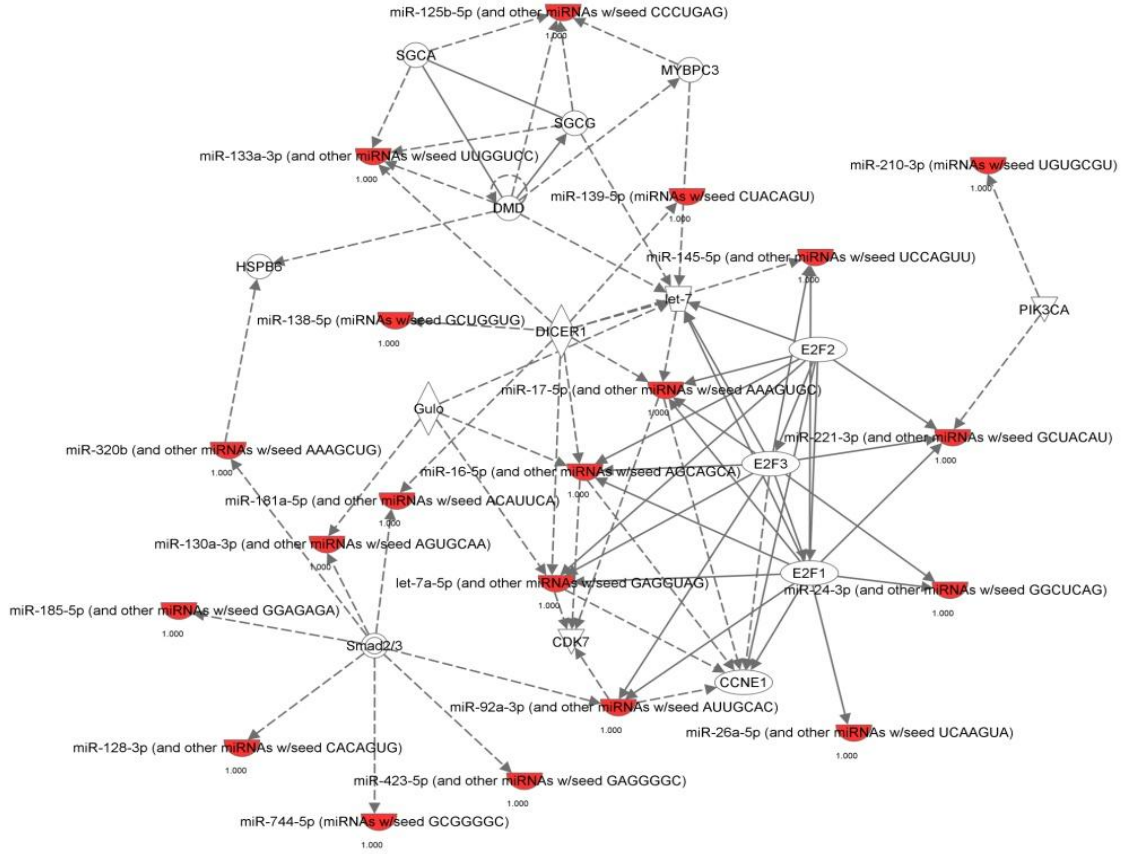 miR-125b-5p (and other miRNAs w/seed CCCUGAG)
1.000
SGCA
MYBPC3
SGCG
miR-133a-3p (and other miRNAs w/seed UUGGUCC)
1.000
miR-210-3p (miRNAs w/seed UGUGCGU)
1.000
miR-139-5p (miRNAs w/seed CUACAGU)
1.000
DMD
miR-145-5p (and other miRNAs w/seed UCCAGUU)
1.000
HSPB6
let-7
PIK3CA
miR-138-5p (miRNAs w/seed GCUGGUG)
1.000
DICER1
E2F2
miR-17-5p (and other miRNAs w/seed AAAGUGC)
1.000
Gulo
miR-221-3p (and other miRNAs w/seed GCUACAU)
1.000
miR-320b (and other miRNAs w/seed AAAGCUG)
1.000
E2F3
miR-16-5p (and other miRNAs w/seed AGCAGCA)
1.000
miR-181a-5p (and other miRNAs w/seed ACAUUCA)
1.000
miR-130a-3p (and other miRNAs w/seed AGUGCAA)
1.000
E2F1
let-7a-5p (and other miRNAs w/seed GAGGUAG)
1.000
miR-24-3p (and other miRNAs w/seed GGCUCAG)
1.000
miR-185-5p (and other miRNAs w/seed GGAGAGA)
1.000
Smad2/3
CDK7
CCNE1
miR-92a-3p (and other miRNAs w/seed AUUGCAC)
1.000
miR-26a-5p (and other miRNAs w/seed UCAAGUA)
1.000
miR-128-3p (and other miRNAs w/seed CACAGUG)
1.000
miR-423-5p (and other miRNAs w/seed GAGGGGC)
1.000
miR-744-5p (miRNAs w/seed GCGGGGC)
1.000